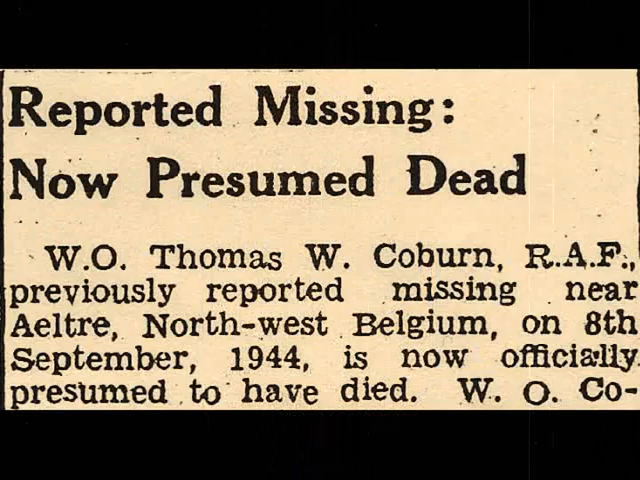 Reported Missing:
Now Presumed Dead
W.O. Thomas W. Coburn, R.A.F.,
previously reported missing near
Aeltre, North-west Belgium, on 8th
September, 1944, is now officially
presumed to have died. W. O. Co-